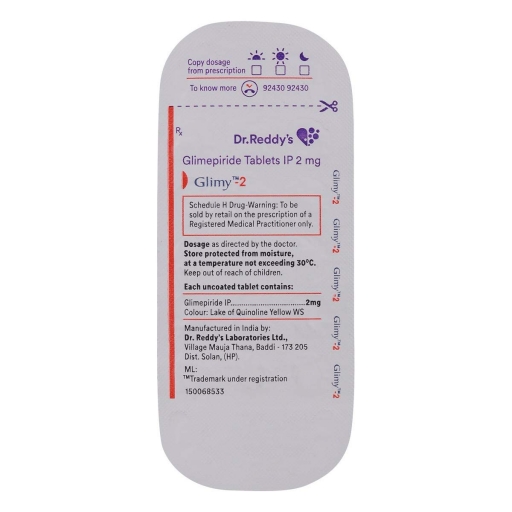 Copy dosage
from prescription
To know more 92430 92430
Rx
Dr.Reddy's
Glimepiride Tablets IP 2 mg
Glimy™-2
Schedule H Drug-Warning: To be
sold by retail on the prescription of a
Registered Medical Practitioner only.
Dosage as directed by the doctor.
Store protected from moisture,
at a temperature not exceeding 30°C.
Keep out of reach of children.
Each uncoated tablet contains:
Glimepiride IP.........................2mg
Colour: Lake of Quinoline Yellow WS
Manufactured in India by:
Dr. Reddy's Laboratories Ltd.,
Village Mauja Thana, Baddi - 173 205
Dist. Solan, (HP).
ML:
™Trademark under registration
150068533
Glimy™-2
Glimy™-2
Glimy™-2
Glimy™-2
Glimy™-2